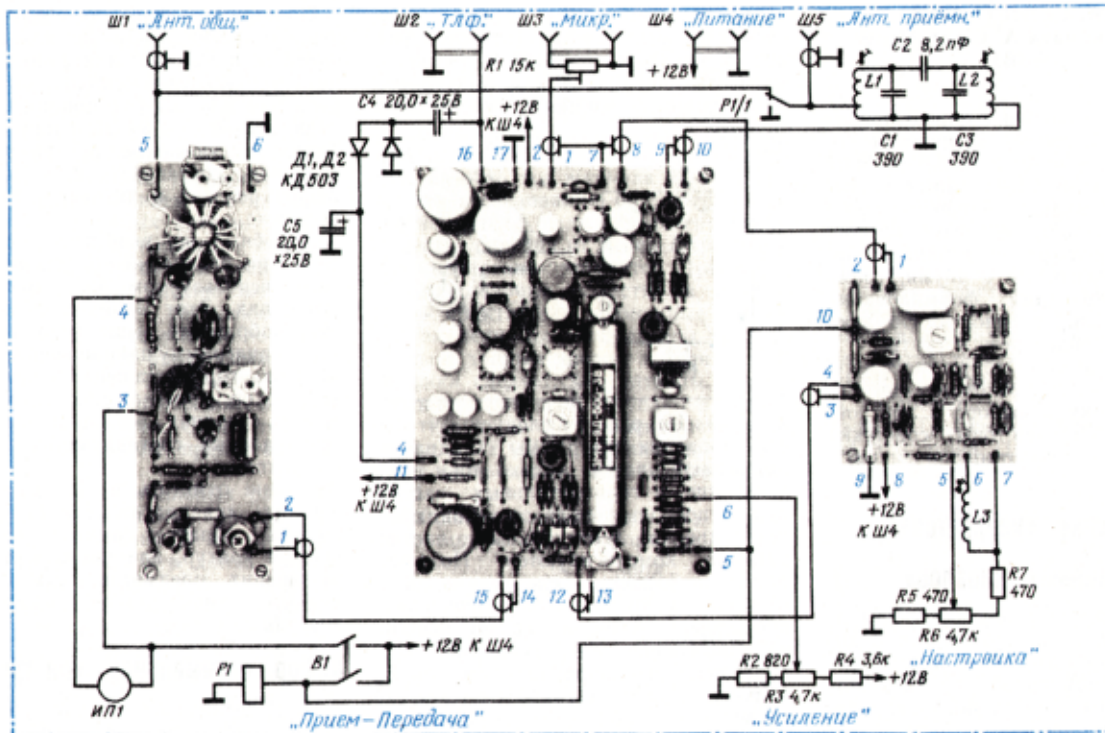 Ш1 „Ант. общ."
Ш2 „Тлф."
Ш3 „Микр."
Ш4 „Питание"
Ш5 „Ант. приёмн."
C2 8,2пФ
R1 15к
+12В
L1
L2
C4 20,0×25В
+12В
К Ш4
Р1/1
C1
390
C3
390
5
6
16
17
2
1
7
8
9
10
Д1, Д2
КД503
C5
20,0
×25В
2
1
4
10
3
4
3
4
11
+12В
К Ш4
9
8
5
6
7
+12В
К Ш4
L3
6
5
2
1
15
14
12
13
R7
470
R5 470
R6 4,7к
„Настройка"
+12В К Ш4
Р1
В1
R2 820
R4 3,6к
+12В
R3 4,7к
ИП1
„Прием–Передача"
„Усиление"